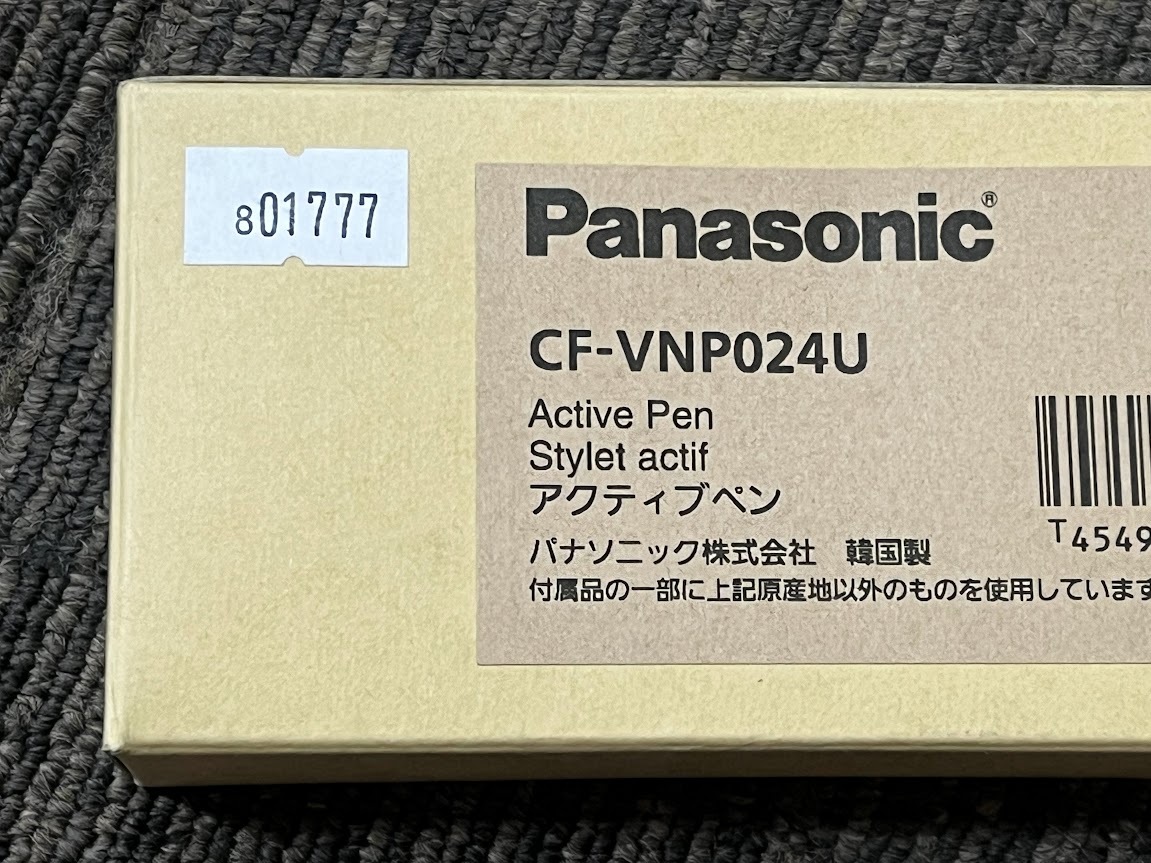 801777
Panasonic®
CF-VNP024U
Active Pen
Stylet actif
アクティブペン
パナソニック株式会社 韓国製
付属品の一部に上記原産地以外のものを使用しています
T4549